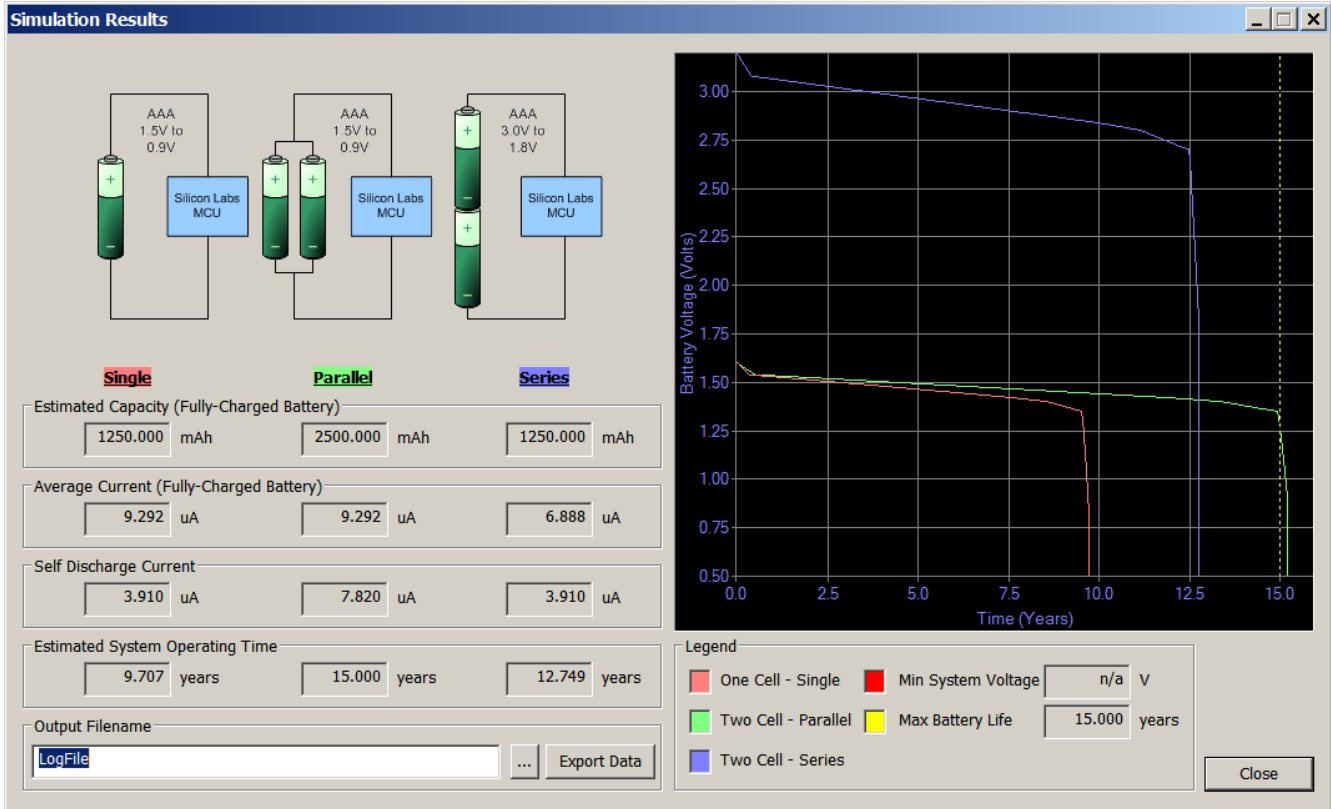 Simulation Results
AAA
1.5V to
0.9V
+
-
Silicon Labs
MCU
AAA
1.5V to
0.9V
+
+
-
-
Silicon Labs
MCU
AAA
3.0V to
1.8V
+
-
+
-
Silicon Labs
MCU
Single Parallel Series
Estimated Capacity (Fully-Charged Battery)
1250.000 mAh 2500.000 mAh 1250.000 mAh
Average Current (Fully-Charged Battery)
9.292 uA 9.292 uA 6.888 uA
Self Discharge Current
3.910 uA 7.820 uA 3.910 uA
Estimated System Operating Time
9.707 years 15.000 years 12.749 years
Output Filename
LogFile ... Export Data
Battery Voltage (Volts)
3.00
2.75
2.50
2.25
2.00
1.75
1.50
1.25
1.00
0.75
0.50
0.0 2.5 5.0 7.5 10.0 12.5 15.0
Time (Years)
Legend
One Cell - Single Min System Voltage n/a V
Two Cell - Parallel Max Battery Life 15.000 years
Two Cell - Series
Close